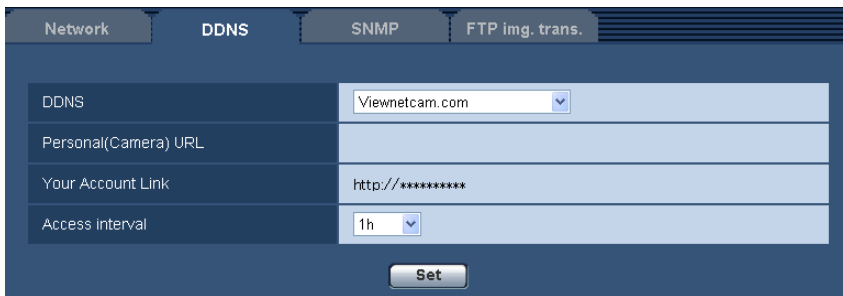 Network DDNS SNMP FTP img. trans.
DDNS Viewnetcam.com
Personal(Camera) URL
Your Account Link http://**********
Access interval 1h
Set